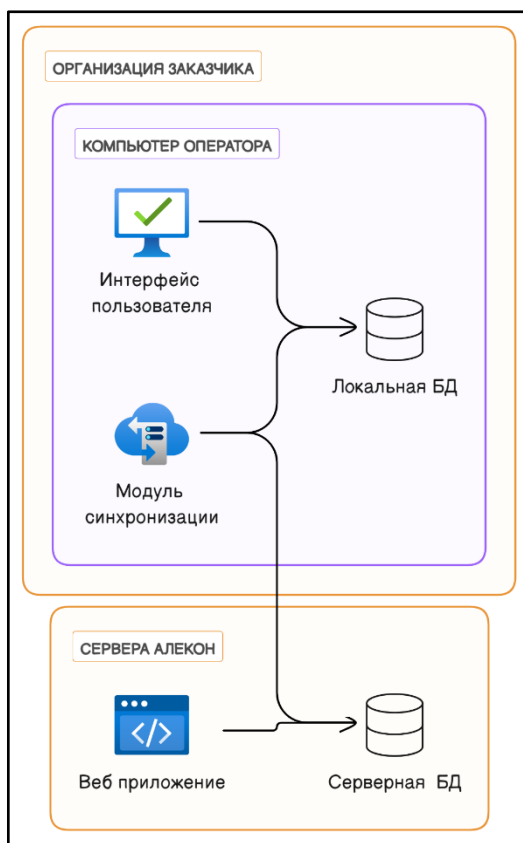 ОРГАНИЗАЦИЯ ЗАКАЗЧИКА
КОМПЬЮТЕР ОПЕРАТОРА
Интерфейс
пользователя
Локальная БД
Модуль
синхронизации
СЕРВЕРА АЛЕКОН
Веб приложение
Серверная БД